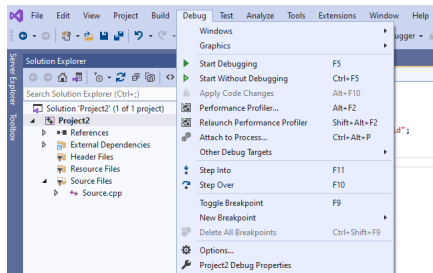 File Edit View Project Build Debug Test Analyze Tools Extensions Window Help
Server Explorer
Toolbox
Solution Explorer
Search Solution Explorer (Ctrl+;)
Solution 'Project2' (1 of 1 project)
Project2
References
External Dependencies
Header Files
Resource Files
Source Files
Source.cpp
Windows
Graphics
Start Debugging F5
Start Without Debugging Ctrl+F5
Apply Code Changes Alt+F10
Performance Profiler... Alt+F2
Relaunch Performance Profiler Shift+Alt+F2
Attach to Process... Ctrl+Alt+P
Other Debug Targets
Step Into F11
Step Over F10
Toggle Breakpoint F9
New Breakpoint
Delete All Breakpoints Ctrl+Shift+F9
Options...
Project2 Debug Properties
ugger
ld";